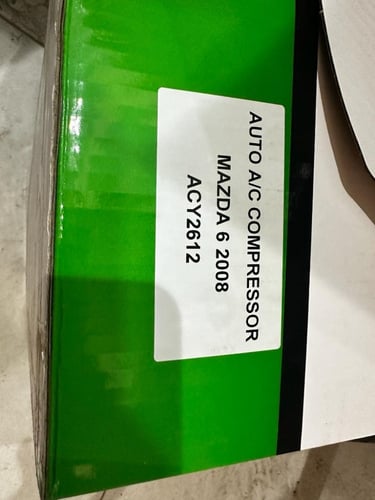 AUTO A/C COMPRESSOR
MAZDA 6 2008
ACY2612